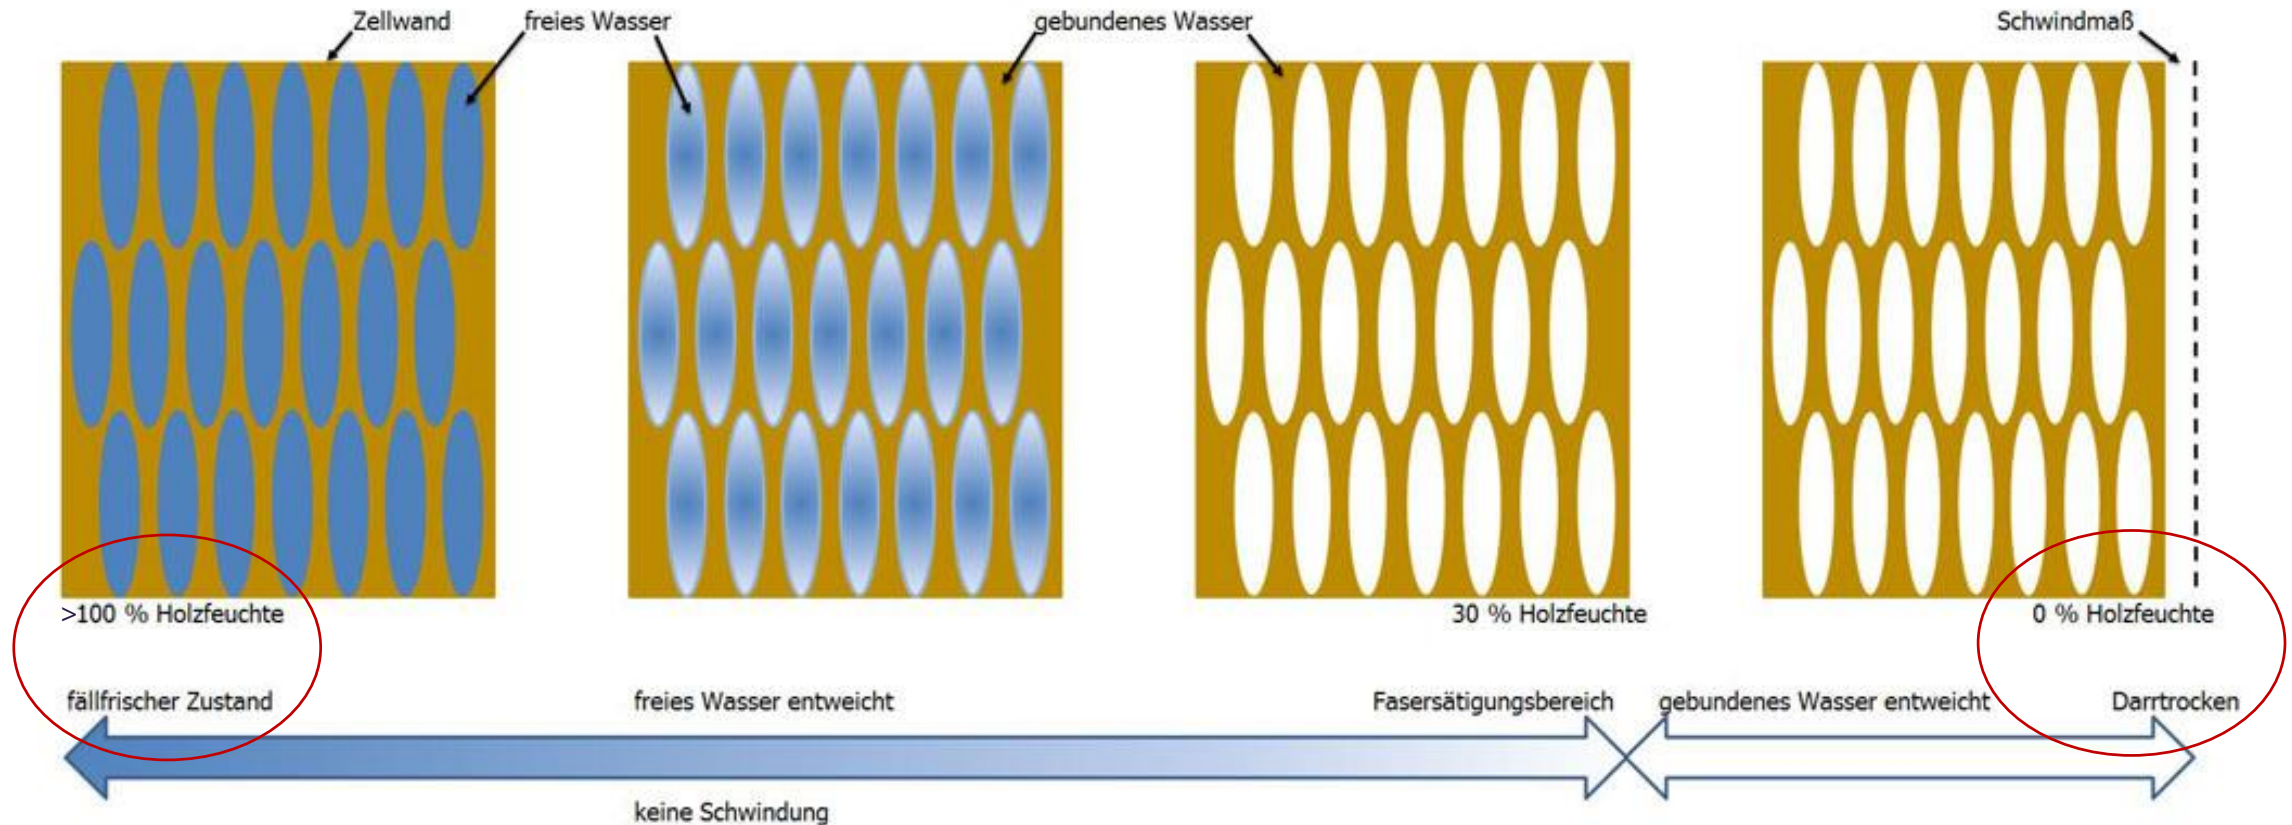 Zellwand
freies Wasser
gebundenes Wasser
Schwindmaß
>100 % Holzfeuchte
30 % Holzfeuchte
0 % Holzfeuchte
fällfrischer Zustand
freies Wasser entweicht
Fasersätigungsbereich
gebundenes Wasser entweicht
Darrtrocken
keine Schwindung